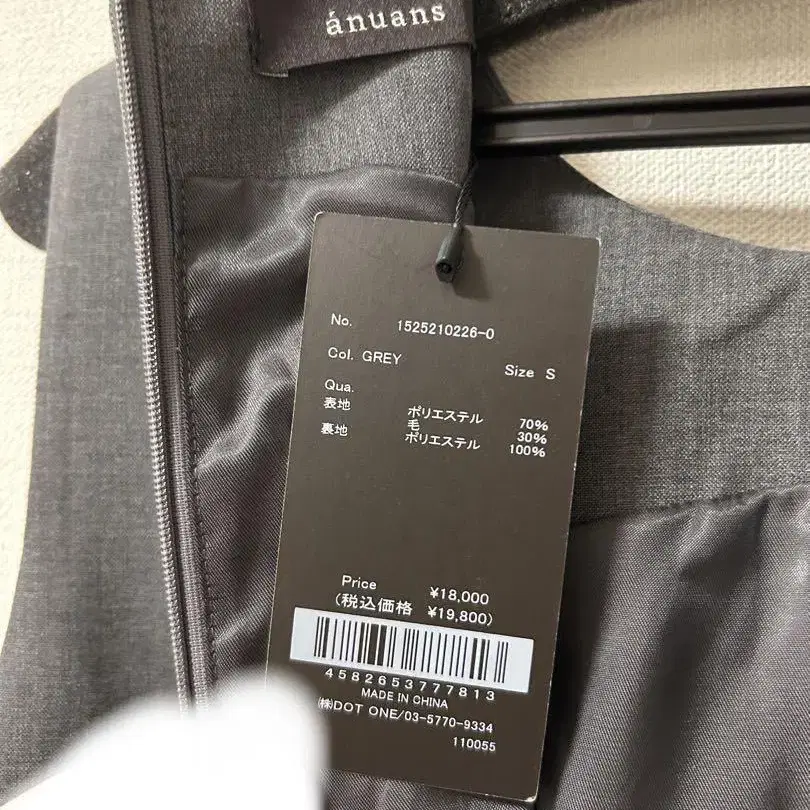 ánuans
No. 1525210226-0
Col. GREY Size S
Qua.
表地 ポリエステル 70%
毛 30%
裏地 ポリエステル 100%
Price ¥18,000
(税込価格 ¥19,800)
4582653777813
MADE IN CHINA
㈱DOT ONE/03-5770-9334
110055